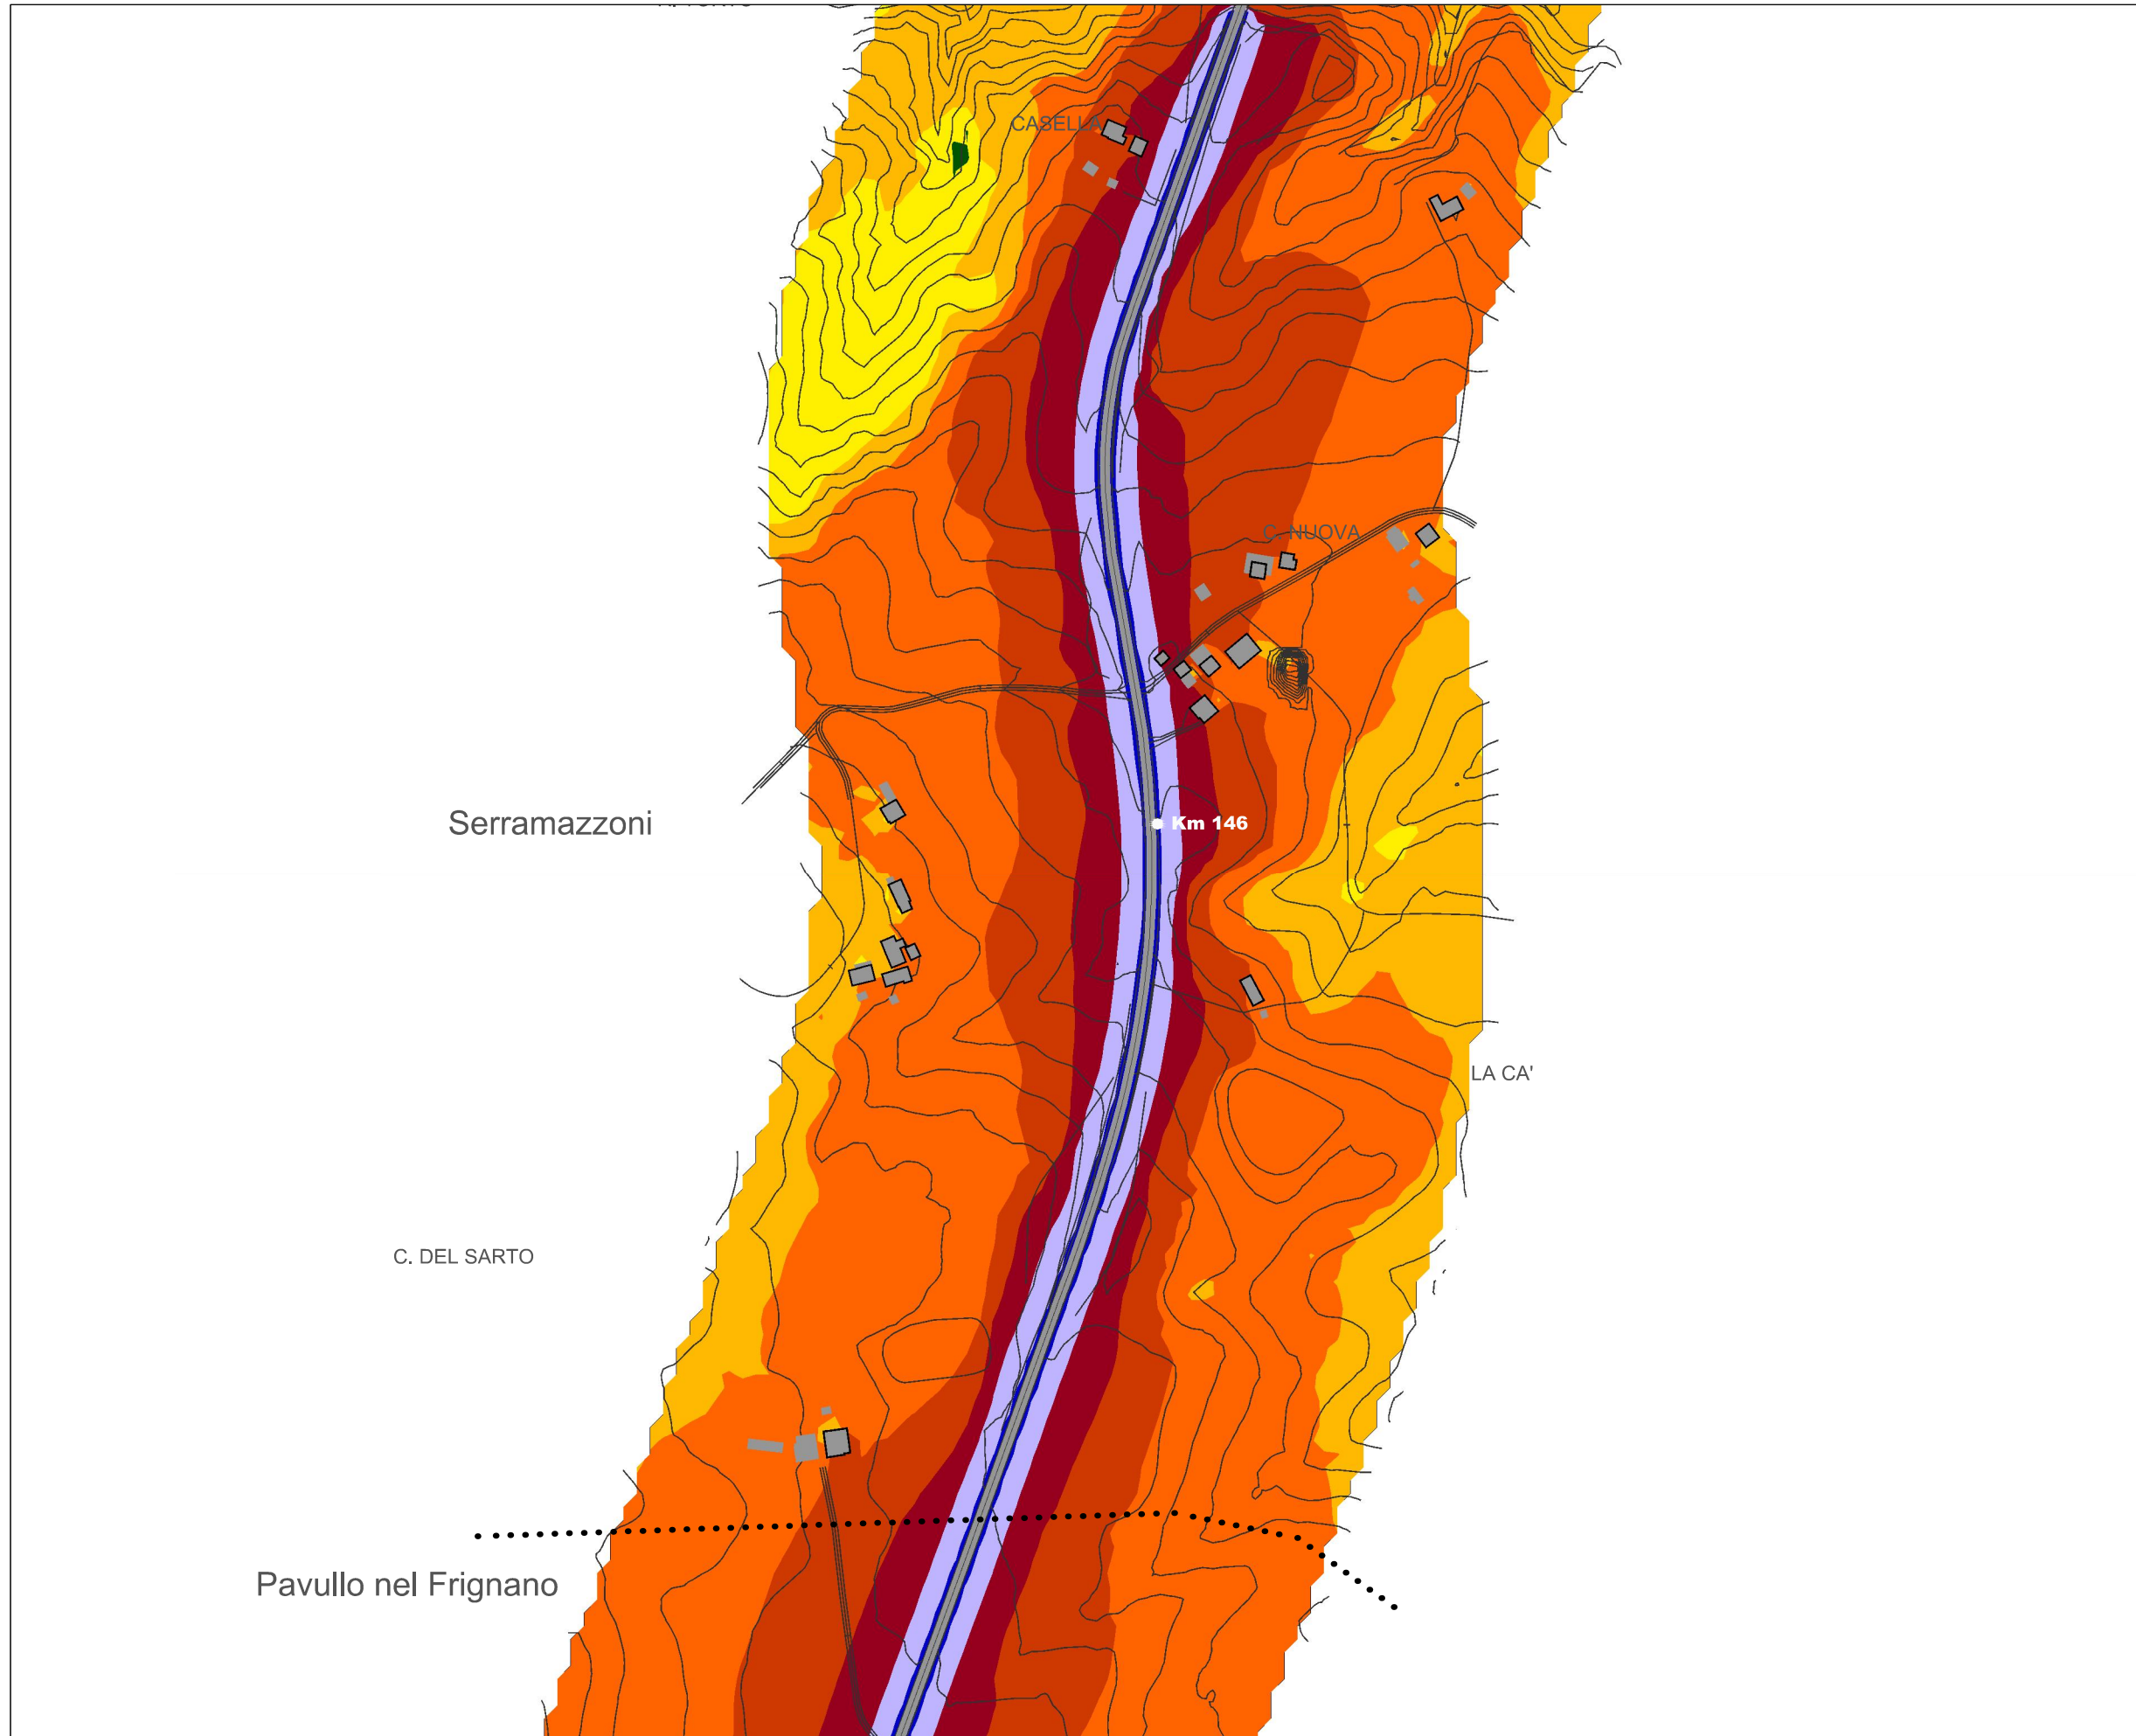 CASELLA
C. NUOVA
Serramazzoni
Km 146
LA CA'
C. DEL SARTO
Pavullo nel Frignano